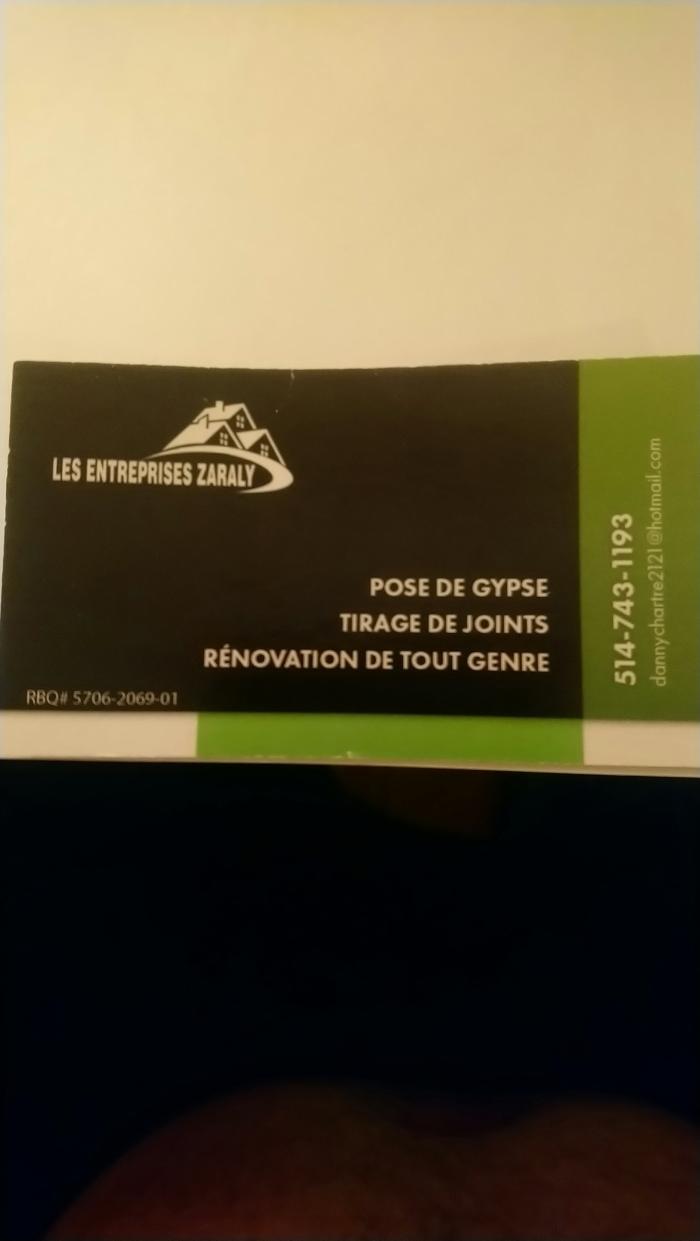 LES ENTREPRISES ZARALY
POSE DE GYPSE
TIRAGE DE JOINTS
RÉNOVATION DE TOUT GENRE
RBQ# 5706-2069-01
514-743-1193
dannychartre2121@hotmail.com